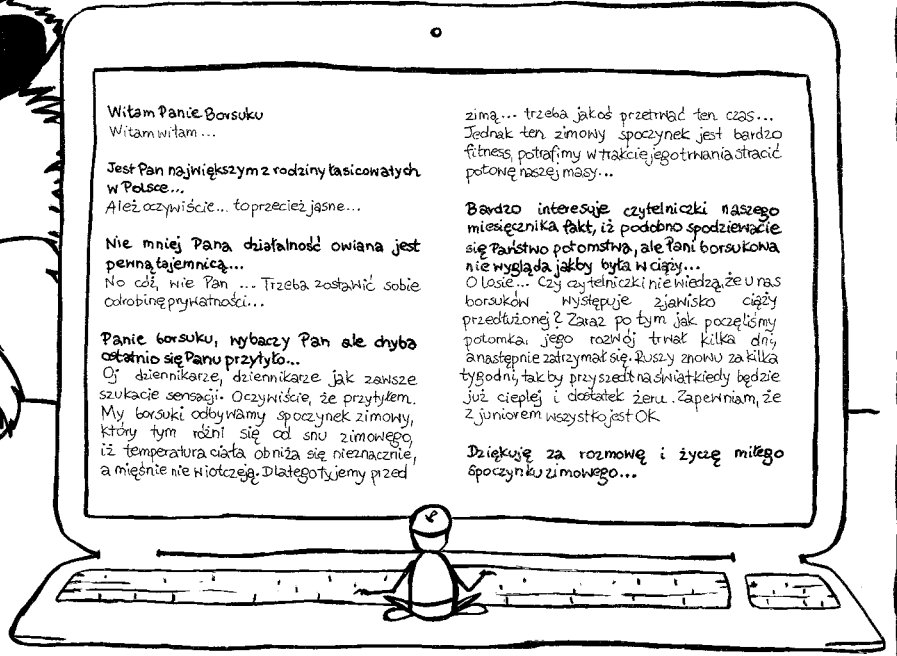 Witam Panie Borsuku
Witam witam ...
Jest Pan największym z rodziny łasicowatych
w Polsce...
Ależ oczywiście... to przecież jasne...
Nie mniej Pana działalność owiana jest
pewną tajemnicą...
No cóż, wie Pan ... Trzeba zostawić sobie
odrobinę prywatności...
Panie borsuku, wybaczy Pan ale chyba
ostatnio się Panu przytyło...
Oj dziennikarze, dziennikarze jak zawsze
szukacie sensacji. Oczywiście, że przytyłem.
My borsuki odbywamy spoczynek zimowy,
który tym różni się od snu zimowego,
iż temperatura ciała obniża się nieznacznie,
a mięśnie nie wiotczeją. Dlatego tyjemy przed
zimą... trzeba jakoś przetrwać ten czas...
Jednak ten zimowy spoczynek jest bardzo
fitness, potrafimy w trakcie jego trwania stracić
połowę naszej masy...
Bardzo interesuje czytelniczki naszego
miesięcznika fakt, iż podobno spodziewacie
się Państwo potomstwa, ale Pani borsukowa
nie wygląda jakby była w ciąży...
O losie... Czy czytelniczki nie wiedzą, że u nas
borsuków występuje zjawisko ciąży
przedłużonej? Zaraz po tym jak poczęliśmy
potomka, jego rozwój trwał kilka dni,
a następnie zatrzymał się. Ruszy znowu za kilka
tygodni, tak by przyszedł na świat kiedy będzie
już cieplej i dostatek żeru. Zapewniam, że
z juniorem wszystko jest OK
Dziękuję za rozmowę i życzę miłego
spoczynku zimowego...